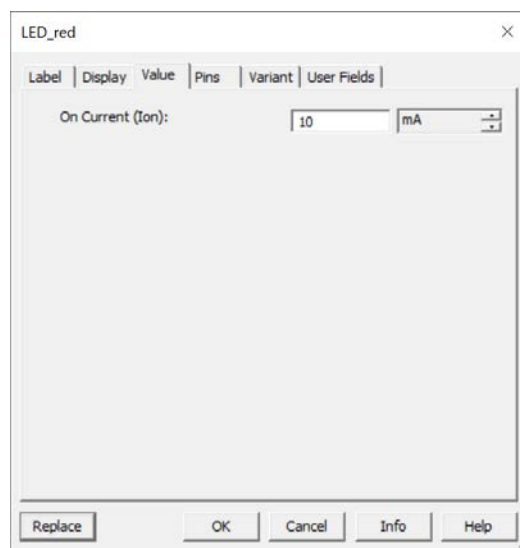 LED_red
Label Display Value Pins Variant User Fields
On Current (Ion): 10 mA
Replace OK Cancel Info Help